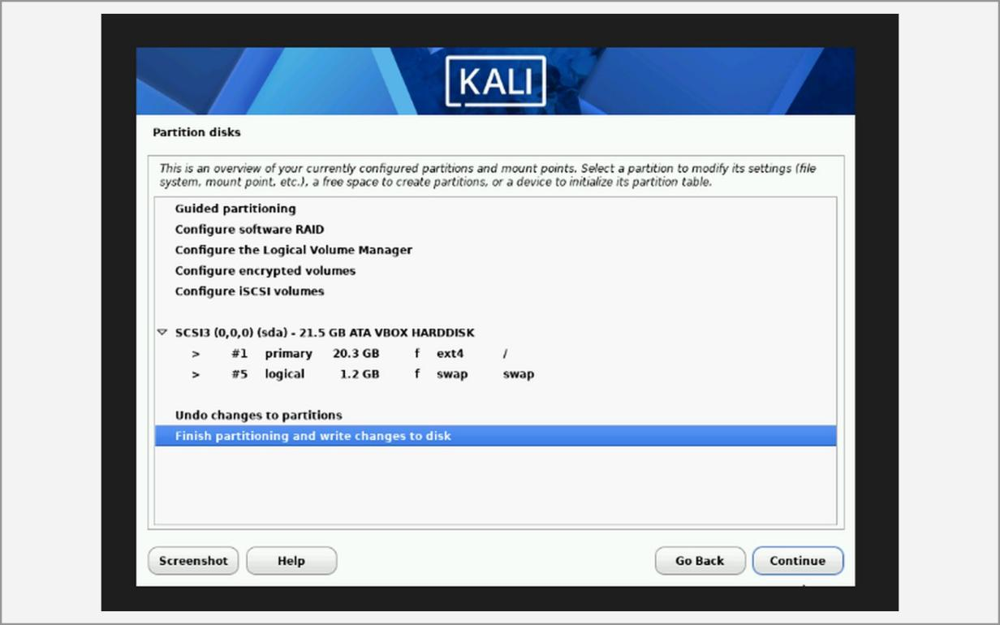 KALI
Partition disks
This is an overview of your currently configured partitions and mount points. Select a partition to modify its settings (file
system, mount point, etc.), a free space to create partitions, or a device to initialize its partition table.
Guided partitioning
Configure software RAID
Configure the Logical Volume Manager
Configure encrypted volumes
Configure iSCSI volumes
SCSI3 (0,0,0) (sda) - 21.5 GB ATA VBOX HARDDISK
> #1 primary 20.3 GB f ext4 /
> #5 logical 1.2 GB f swap swap
Undo changes to partitions
Finish partitioning and write changes to disk
Screenshot Help Go Back Continue